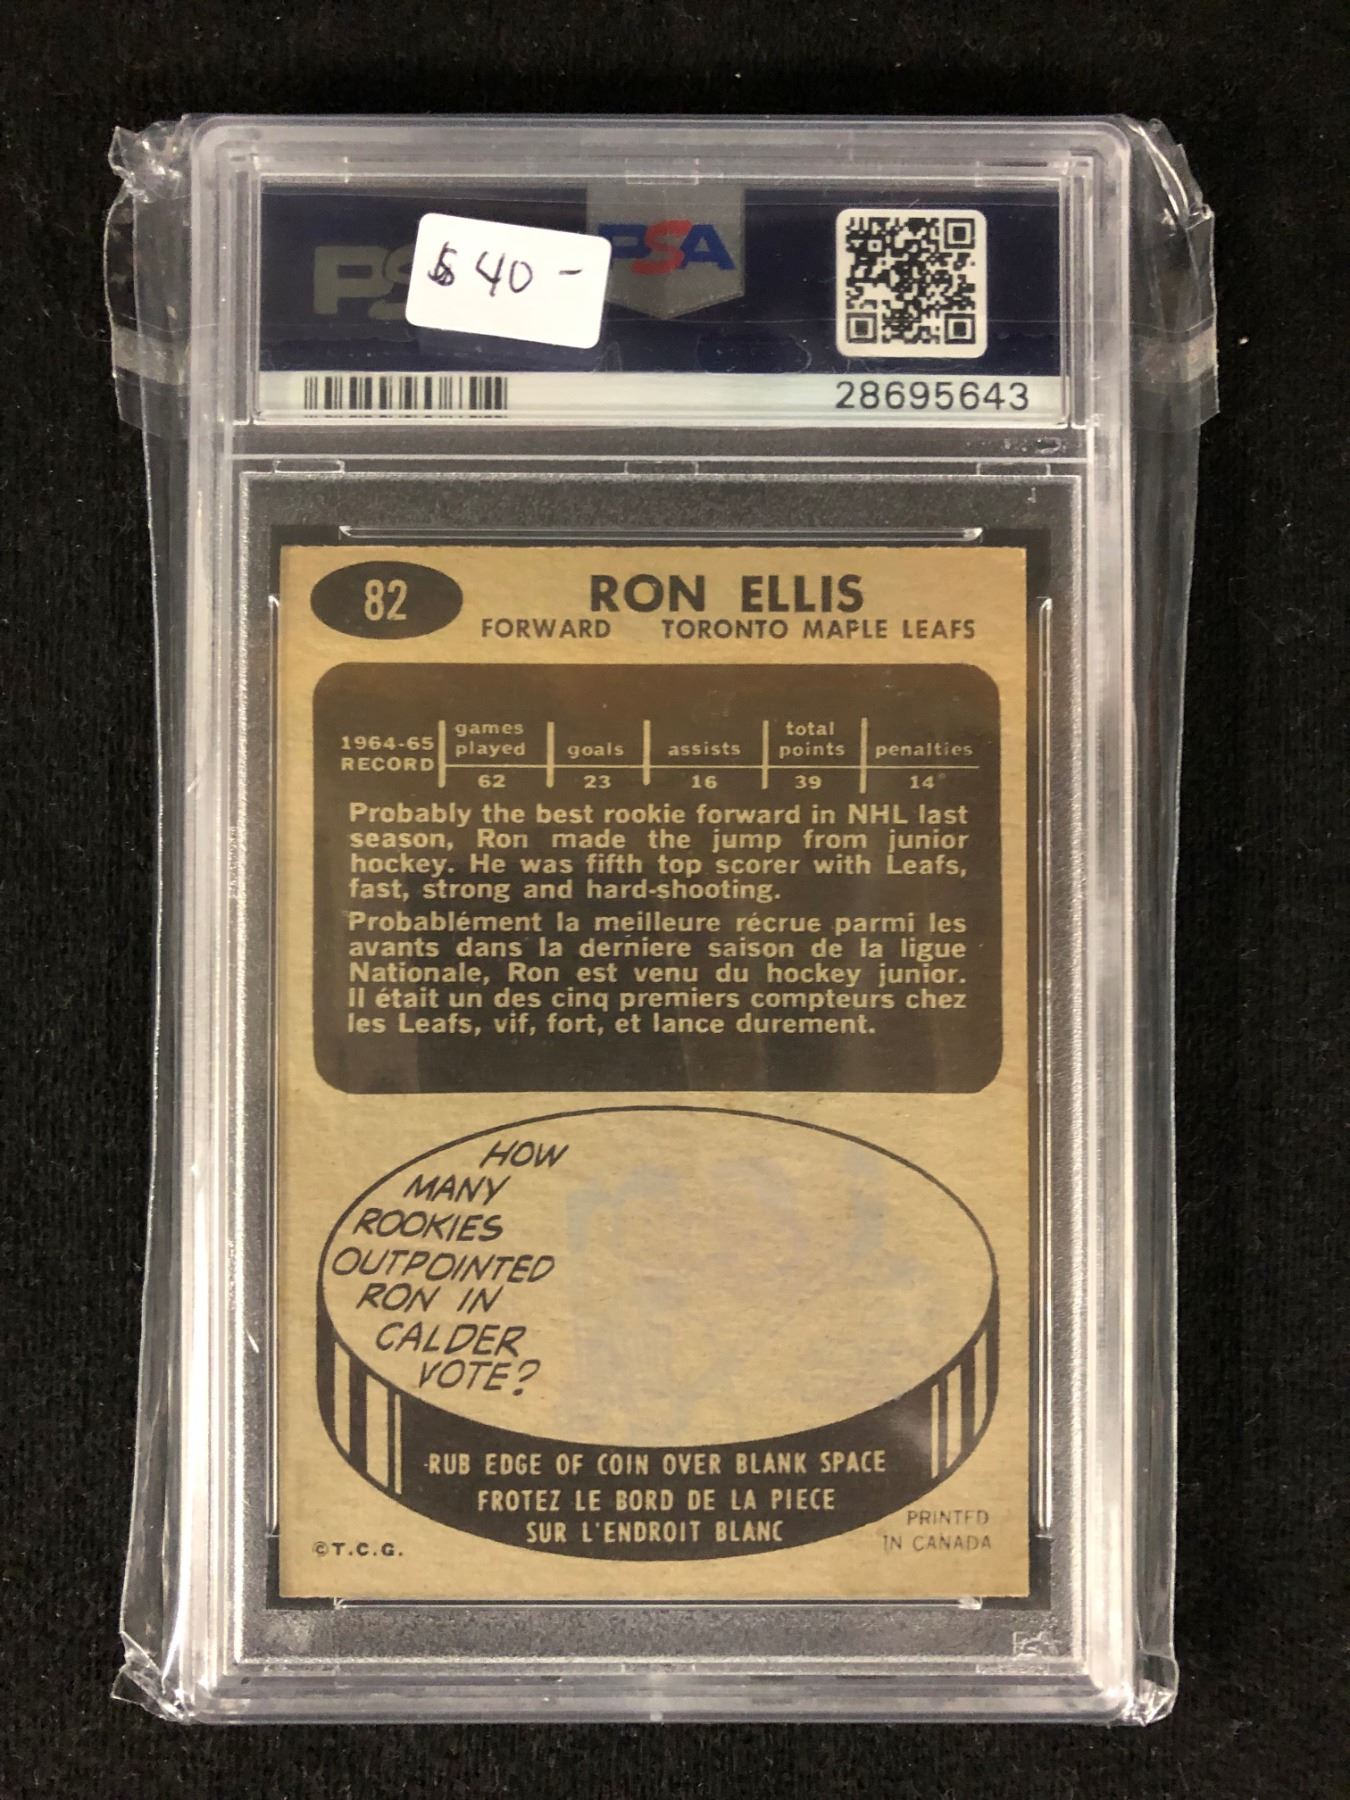 PS
$ 40-
PSA
28695643
82
RON ELLIS
FORWARD TORONTO MAPLE LEAFS
1964-65 RECORD games played goals assists total points penalties
62 23 16 39 14
Probably the best rookie forward in NHL last
season, Ron made the jump from junior
hockey. He was fifth top scorer with Leafs,
fast, strong and hard-shooting.
Probablément la meilleure récrue parmi les
avants dans la derniere saison de la ligue
Nationale, Ron est venu du hockey junior.
Il était un des cinq premiers compteurs chez
les Leafs, vif, fort, et lance durement.
HOW
MANY
ROOKIES
OUTPOINTED
RON IN
CALDER
VOTE?
RUB EDGE OF COIN OVER BLANK SPACE
FROTEZ LE BORD DE LA PIECE
SUR L'ENDROIT BLANC
PRINTED
IN CANADA
©T.C.G.